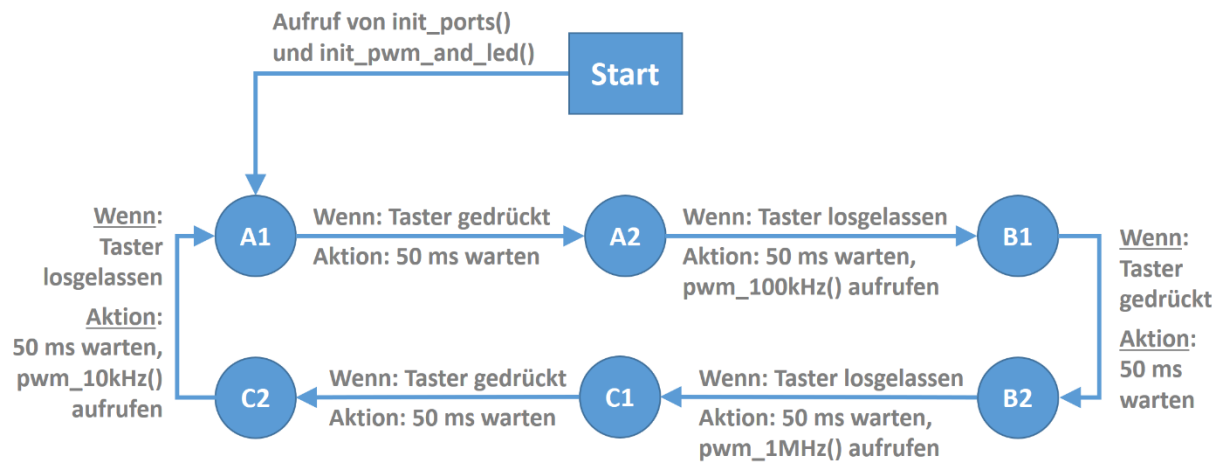 Aufruf von init_ports()
und init_pwm_and_led()
Start
Wenn:
Taster
losgelassen
Aktion:
50 ms warten,
pwm_10kHz()
aufrufen
A1
Wenn: Taster gedrückt
Aktion: 50 ms warten
A2
Wenn: Taster losgelassen
Aktion: 50 ms warten,
pwm_100kHz() aufrufen
B1
Wenn:
Taster
gedrückt
Aktion:
50 ms
warten
C2
Wenn: Taster gedrückt
Aktion: 50 ms warten
C1
Wenn: Taster losgelassen
Aktion: 50 ms warten,
pwm_1MHz() aufrufen
B2